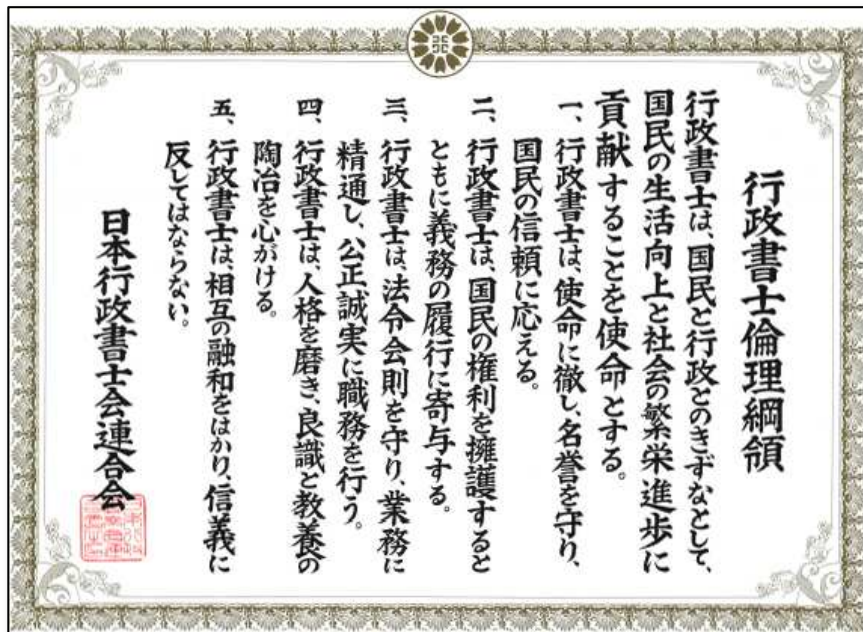 行政書士倫理綱領
行政書士は、国民と行政とのきずなとして、
国民の生活向上と社会の繁栄進歩に
貢献することを使命とする。
一、行政書士は、使命に徹し、名誉を守り、
国民の信頼に応える。
二、行政書士は、国民の権利を擁護すると
ともに義務の履行に寄与する。
三、行政書士は、法令会則を守り、業務に
精通し、公正誠実に職務を行う。
四、行政書士は、人格を磨き、良識と教養の
陶冶を心がける。
五、行政書士は、相互の融和をはかり、信義に
反してはならない。
日本行政書士会連合会